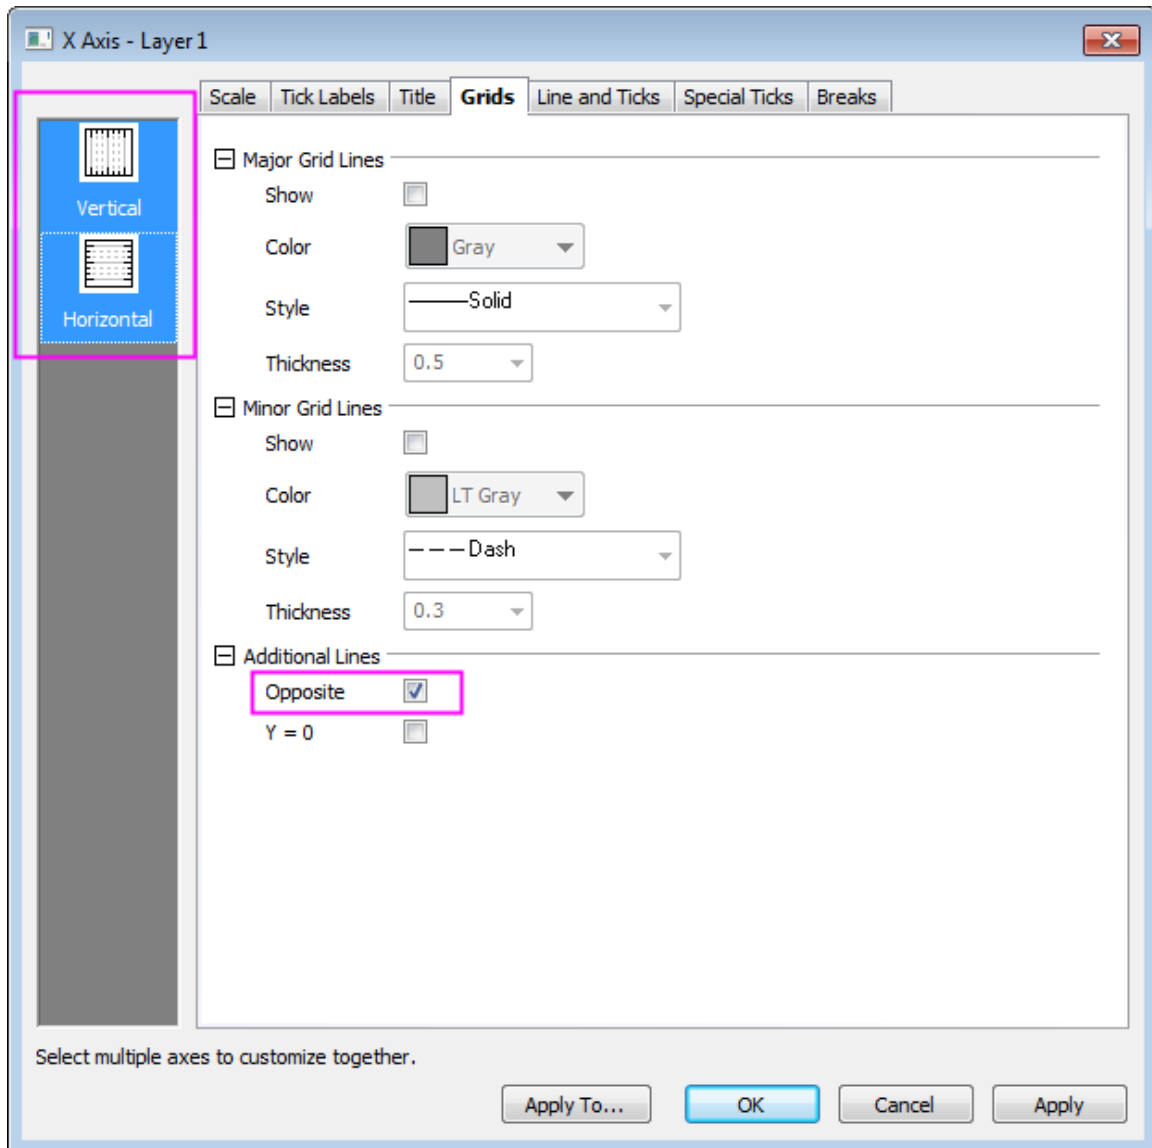 X Axis - Layer1
Scale Tick Labels Title Grids Line and Ticks Special Ticks Breaks
Vertical
Horizontal
Major Grid Lines
Show
Color Gray
Style Solid
Thickness 0.5
Minor Grid Lines
Show
Color LT Gray
Style Dash
Thickness 0.3
Additional Lines
Opposite
Y = 0
Select multiple axes to customize together.
Apply To... OK Cancel Apply